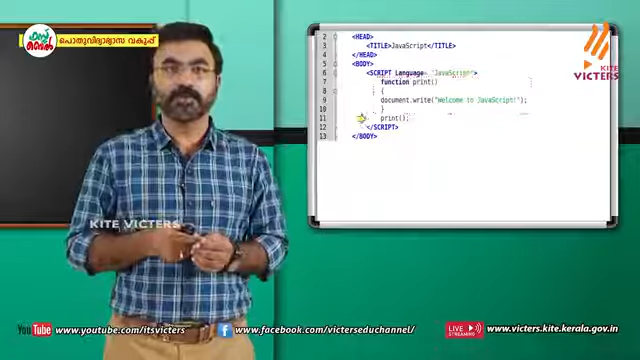 ഫസ്റ്റ് ബെൽ
പൊതുവിദ്യാഭ്യാസ വകുപ്പ്
KITE
VICTERS
2 <HEAD>
3 <TITLE>JavaScript</TITLE>
4 </HEAD>
5 <BODY>
6 <SCRIPT Language= "JavaScript">
7 function print()
8 {
9 document.write("Welcome to JavaScript!");
10 }
11 print();
12 </SCRIPT>
13 </BODY>
KITE VICTERS
YouTube www.youtube.com/itsvicters
f www.facebook.com/victerseduchannel/
LIVE STREAMING www.victers.kite.kerala.gov.in